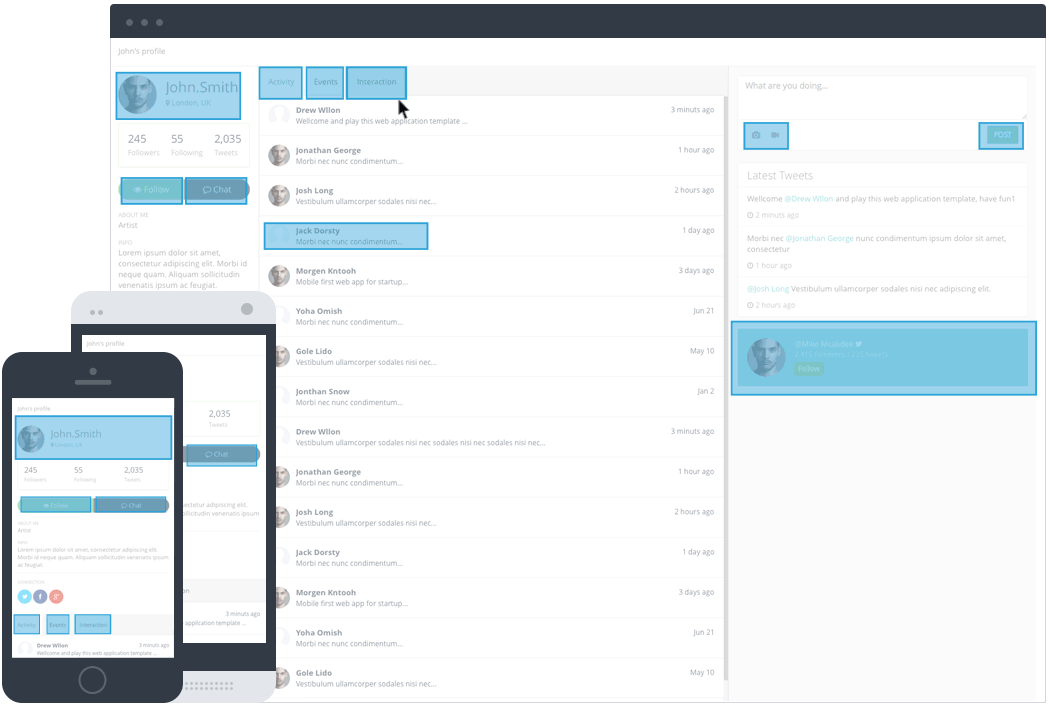 John's profile
John.Smith
London, UK
245
55
2,035
Followers
Following
Tweets
Follow
Chat
ABOUT ME
Artist
INFO
Lorem ipsum dolor sit amet,
consectetur adipiscing elit. Morbi id
neque quam. Aliquam sollicitudin
venenatis ipsum ac feugiat.
Activity
Events
Interaction
Drew Wllon
3 minuts ago
Wellcome and play this web application template ...
Jonathan George
1 hour ago
Morbi nec nunc condimentum...
Josh Long
2 hours ago
Vestibulum ullamcorper sodales nisi nec...
Jack Dorsty
1 day ago
Morbi nec nunc condimentum...
Morgen Kntooh
3 days ago
Mobile first web app for startup...
Yoha Omish
Jun 21
Morbi nec nunc condimentum...
Gole Lido
May 10
Vestibulum ullamcorper sodales nisi nec...
Jonthan Snow
Jan 2
Morbi nec nunc condimentum...
Drew Wllon
3 minuts ago
Vestibulum ullamcorper sodales nisi nec sodales nisi nec sodales nisi nec...
Jonathan George
1 hour ago
Morbi nec nunc condimentum...
Josh Long
2 hours ago
Vestibulum ullamcorper sodales nisi nec...
Jack Dorsty
1 day ago
Morbi nec nunc condimentum...
Morgen Kntooh
3 days ago
Mobile first web app for startup...
Yoha Omish
Jun 21
Morbi nec nunc condimentum...
Gole Lido
May 10
Vestibulum ullamcorper sodales nisi nec...
What are you doing...
POST
Latest Tweets
Wellcome @Drew Wllon and play this web application template, have fun!
2 minuts ago
Morbi nec @Jonathan George nunc condimentum ipsum dolor sit amet,
consectetur
1 hour ago
@Josh Long Vestibulum ullamcorper sodales nisi nec adipiscing elit.
2 hours ago
@Mike Mcalidek
Follow
John's profile
2,035
Tweets
Chat
sectetur adipiscing elit.
ollicitudin venenatis ipsum
on
3 minuts ago
application template ...
John's profile
John.Smith
London, UK
245
55
2,035
Followers
Following
Tweets
Follow
Chat
ABOUT ME
Artist
INFO
Lorem ipsum dolor sit amet, consectetur adipiscing elit.
Morbi id neque quam. Aliquam sollicitudin venenatis ipsum
ac feugiat.
CONNECTION
Activity
Events
Interaction
Drew Wllon
3 minuts ago
Wellcome and play this web application template ...